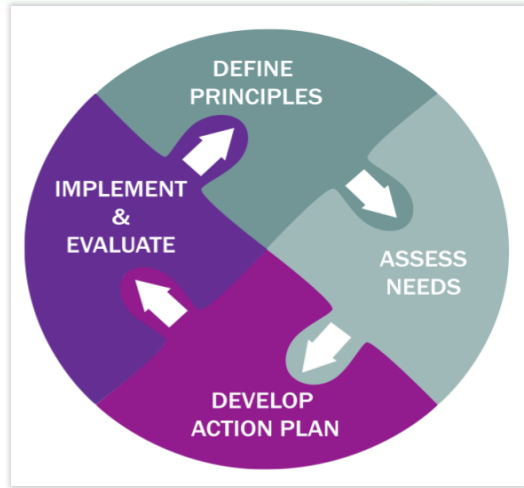 DEFINE
PRINCIPLES
ASSESS
NEEDS
DEVELOP
ACTION PLAN
IMPLEMENT
&
EVALUATE